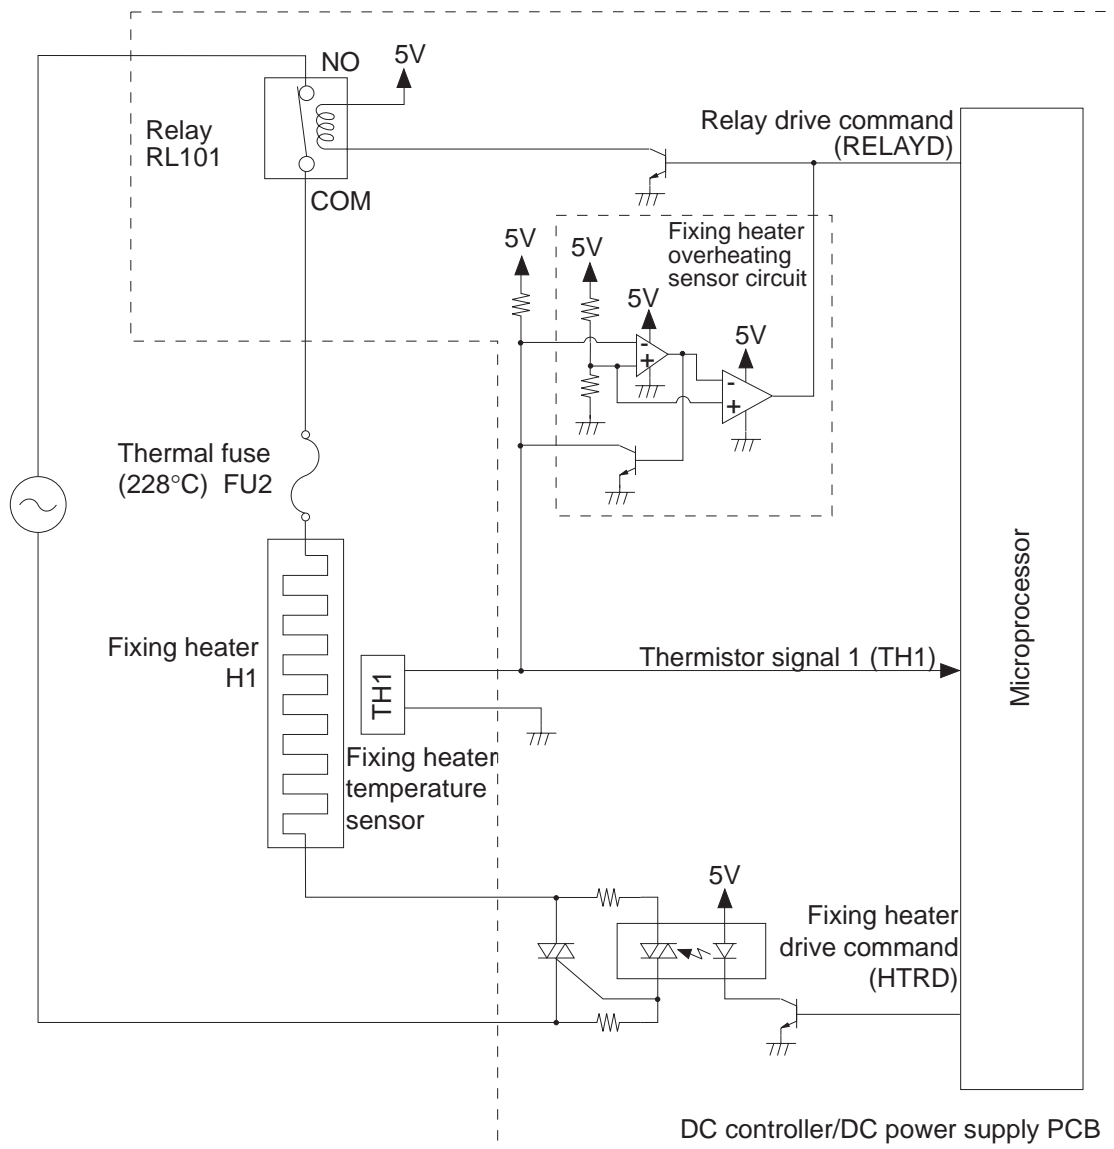 NO
5V
Relay
RL101
COM
Relay drive command
(RELAYD)
Fixing heater
overheating
sensor circuit
5V
5V
5V
5V
-
+
-
+
Thermal fuse
(228°C) FU2
Fixing heater
H1
TH1
Thermistor signal 1 (TH1)
Microprocessor
Fixing heater
temperature
sensor
5V
Fixing heater
drive command
(HTRD)
DC controller/DC power supply PCB